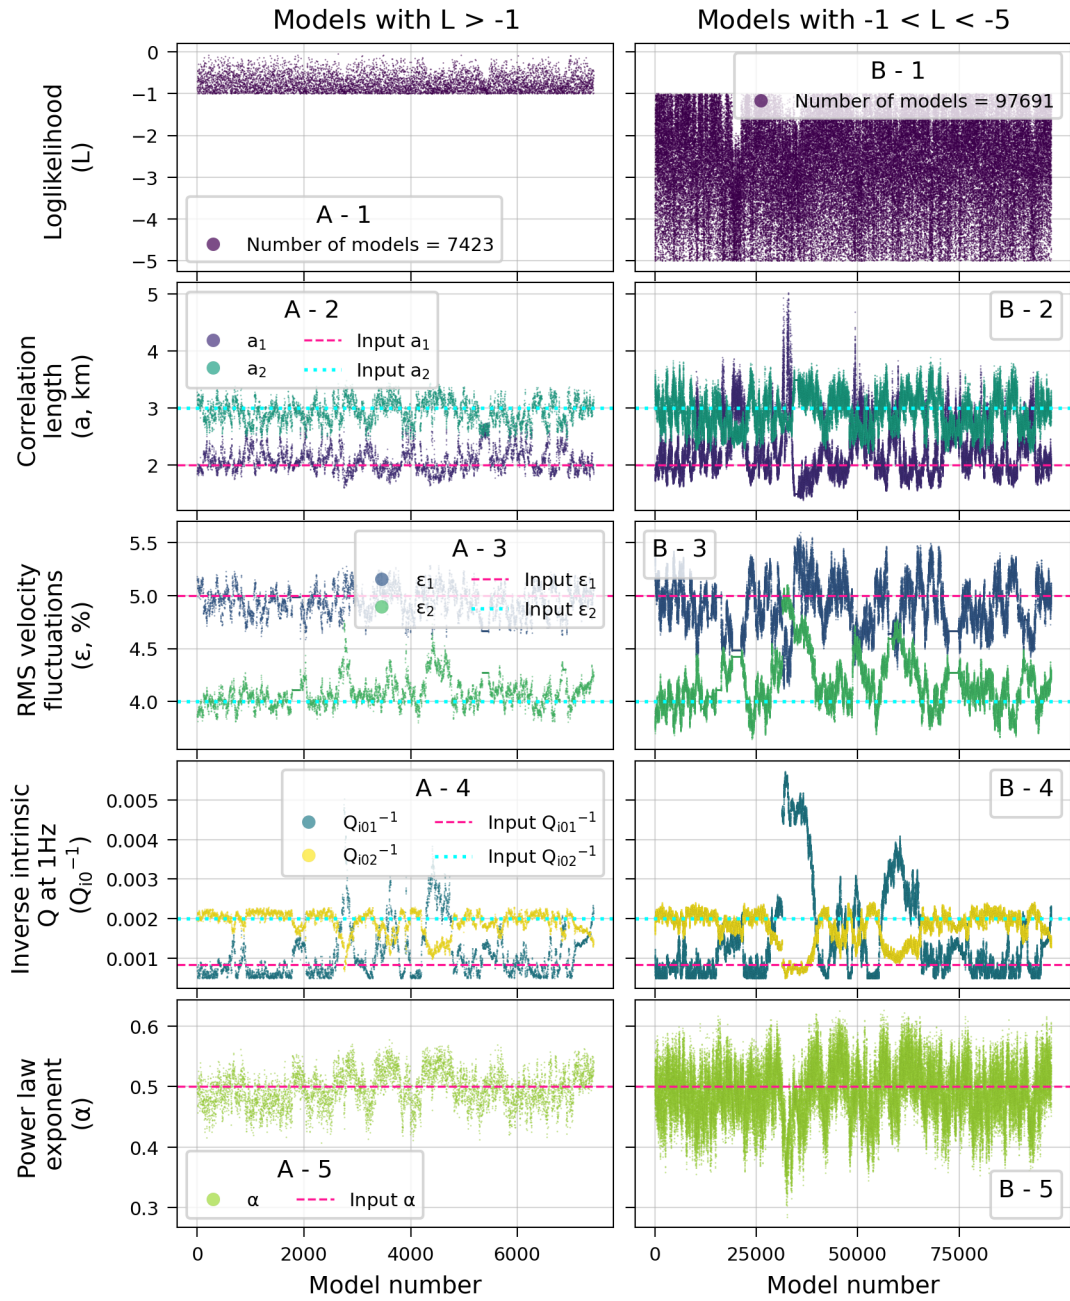 Models with L > -1
Models with -1 < L < -5
Loglikelihood
(L)
0
−1
−2
−3
−4
−5
A - 1
Number of models = 7423
B - 1
Number of models = 97691
Correlation
length
(a, km)
5
4
3
2
A - 2
a₁ Input a₁
a₂ Input a₂
B - 2
RMS velocity
fluctuations
(ε, %)
5.5
5.0
4.5
4.0
A - 3
ε₁ Input ε₁
ε₂ Input ε₂
B - 3
Inverse intrinsic
Q at 1Hz
(Qᵢ₀⁻¹)
0.005
0.004
0.003
0.002
0.001
A - 4
Qᵢ₀₁⁻¹ Input Qᵢ₀₁⁻¹
Qᵢ₀₂⁻¹ Input Qᵢ₀₂⁻¹
B - 4
Power law
exponent
(α)
0.6
0.5
0.4
0.3
A - 5
α Input α
B - 5
0 2000 4000 6000
0 25000 50000 75000
Model number
Model number